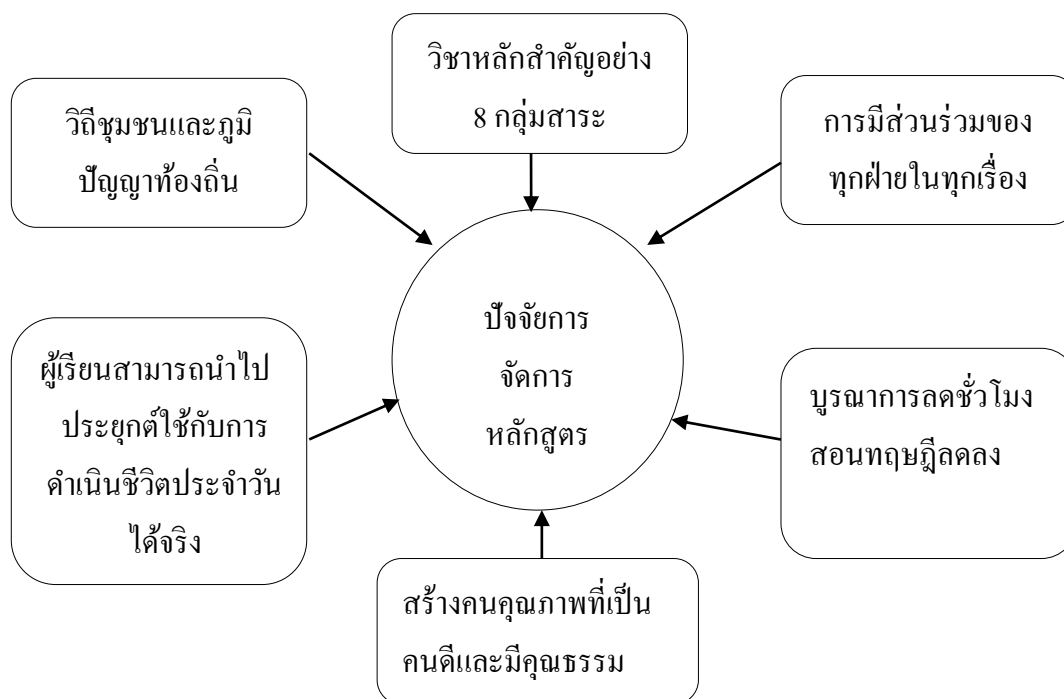 วิชาหลักสำคัญอย่าง
8 กลุ่มสาระ
วิถีชุมชนและภูมิ
ปัญญาท้องถิ่น
การมีส่วนร่วมของ
ทุกฝ่ายในทุกเรื่อง
ปัจจัยการ
จัดการ
หลักสูตร
ผู้เรียนสามารถนำไป
ประยุกต์ใช้กับการ
ดำเนินชีวิตประจำวัน
ได้จริง
บูรณาการลดชั่วโมง
สอนทฤษฎีลดลง
สร้างคนคุณภาพที่เป็น
คนดีและมีคุณธรรม